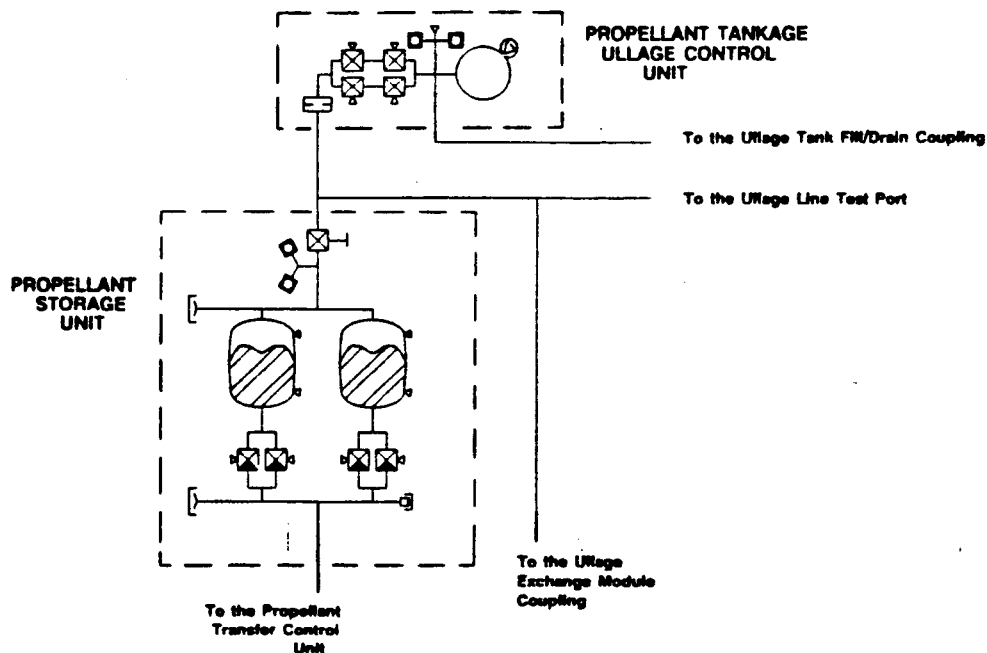 PROPELLANT TANKAGE
ULLAGE CONTROL
UNIT
To the Ullage Tank Fill/Drain Coupling
To the Ullage Line Test Port
PROPELLANT
STORAGE
UNIT
To the Ullage
Exchange Module
Coupling
To the Propellant
Transfer Control
Unit